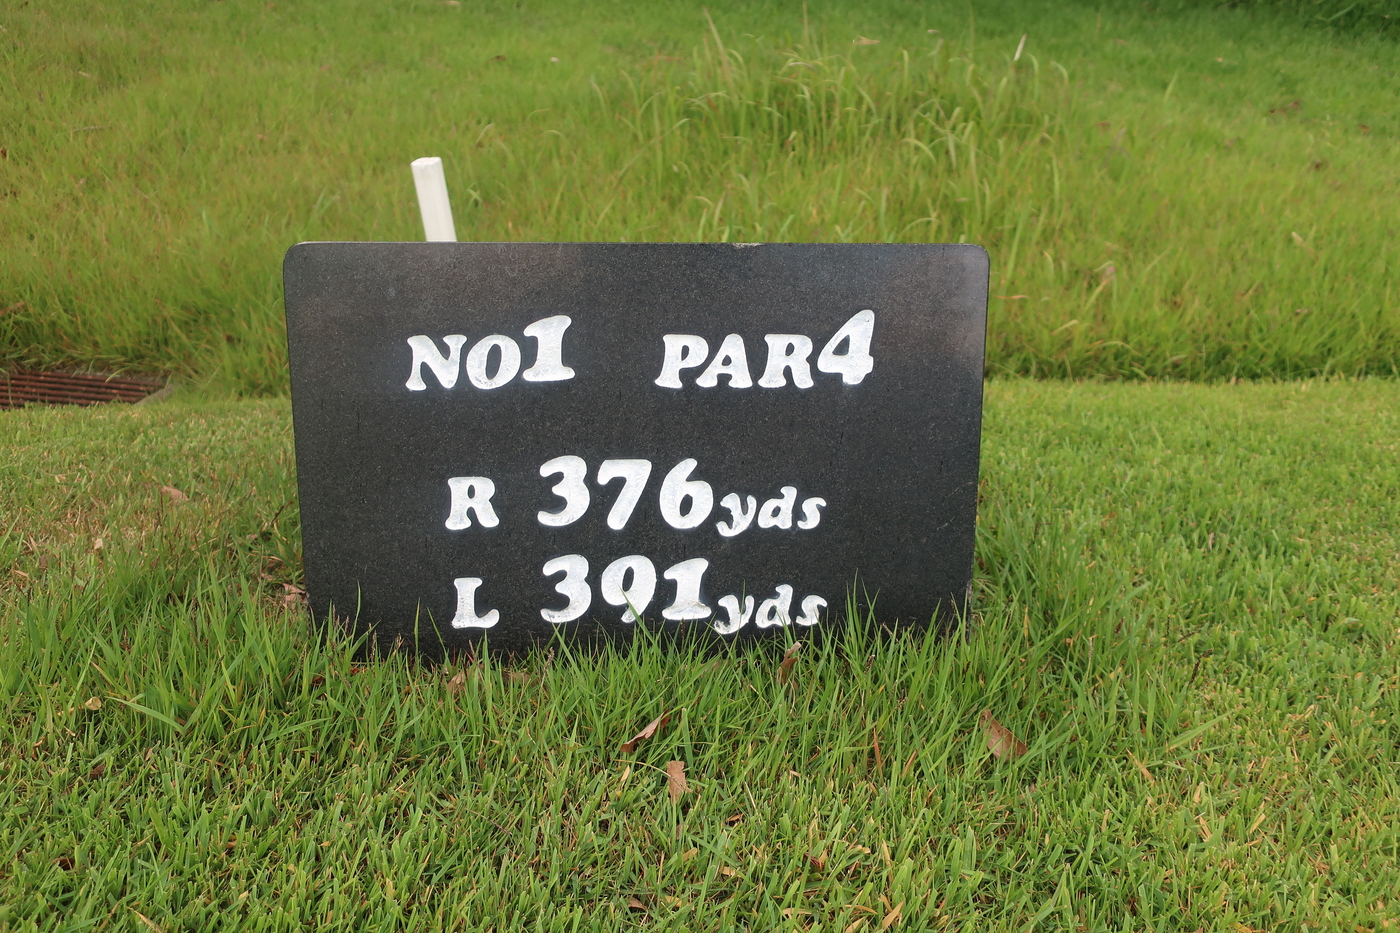 NO1 PAR4
R 376yds
L 391yds